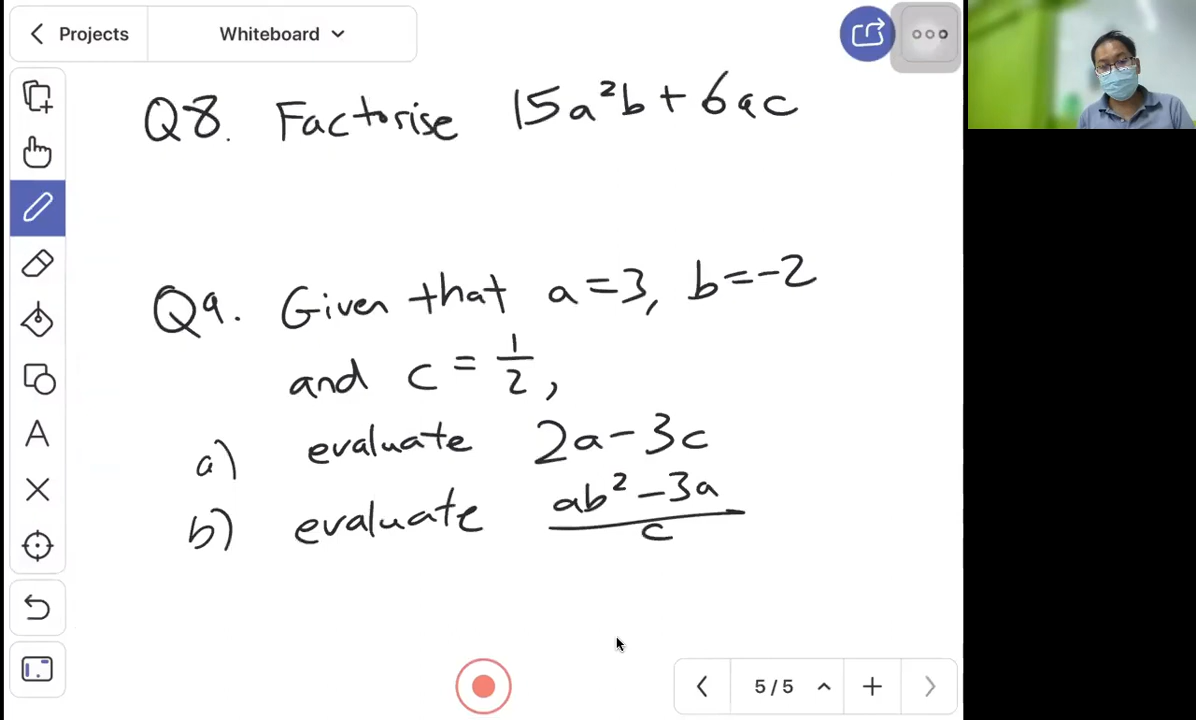 Projects
Whiteboard
Q8. Factorise 15a²b + 6ac
Q9. Given that a = 3, b = -2
and c = 1/2,
a) evaluate 2a - 3c
b) evaluate (ab² - 3a)/c
5 / 5